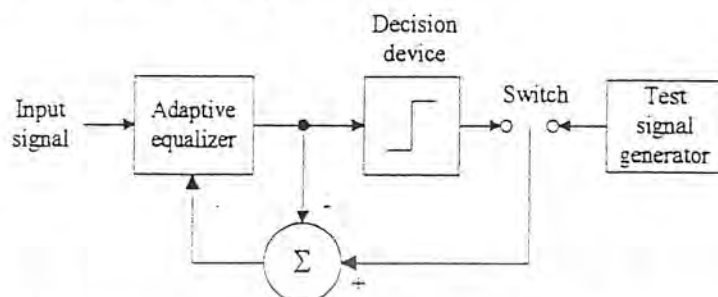 Decision
device
Input
signal
Adaptive
equalizer
Switch
Test
signal
generator
-
Σ
+